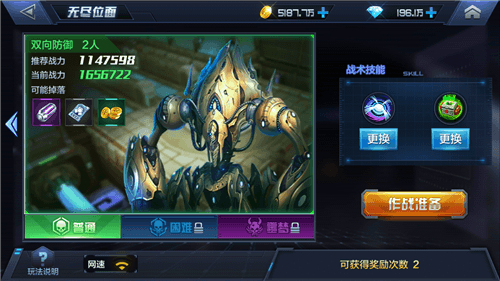 无尽位面
5187.7万
196.1万
双向防御 2人
推荐战力 1147598
当前战力 1656722
可能掉落
战术技能
SKILL
更换
更换
普通
困难
噩梦
作战准备
玩法说明
网速
可获得奖励次数 2